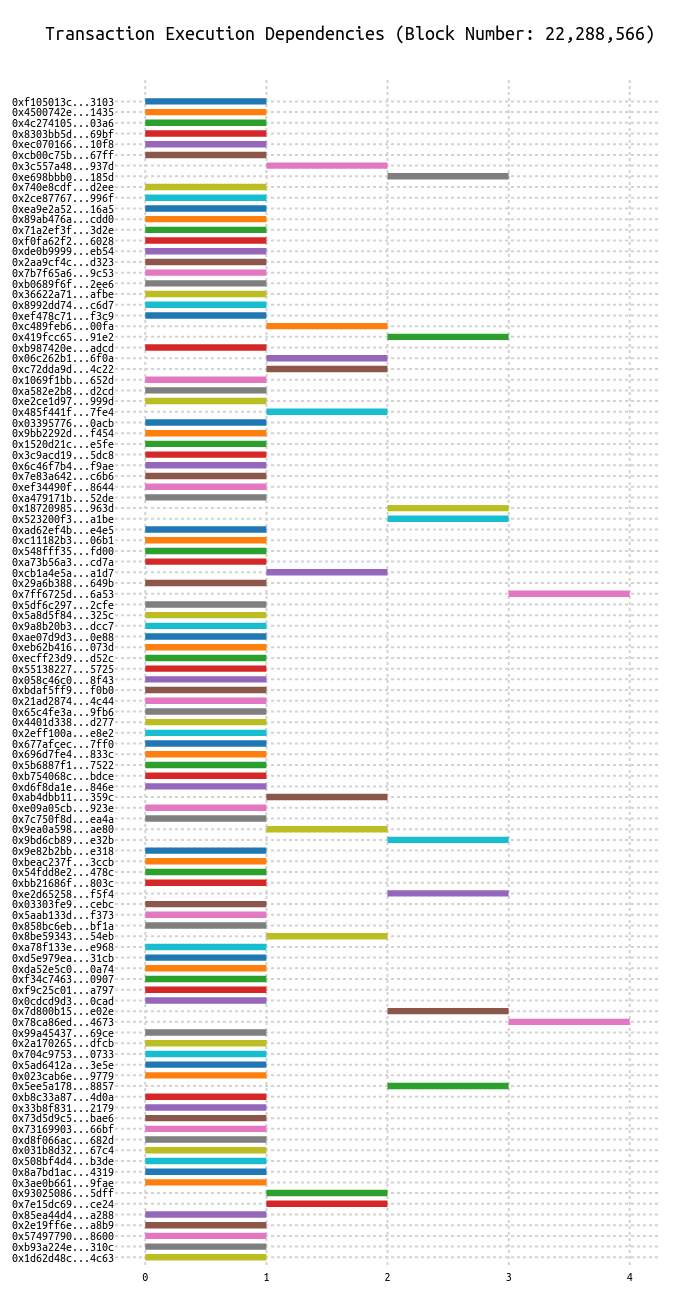 Transaction Execution Dependencies (Block Number: 22,288,566)
0xf105013c...3103
0x4500742e...1435
0x4c274105...03a6
0x8303bb5d...69bf
0xec070166...10f8
0xcb00c75b...67ff
0x3c557a48...937d
0xe698bbb0...185d
0x740e8cdf...d2ee
0x2ce87767...996f
0xea9e2a52...16a5
0x89ab476a...cdd0
0x71a2ef3f...3d2e
0xf0fa62f2...6028
0xde0b9999...eb54
0x2aa9cf4c...d323
0x7b7f65a6...9c53
0xb0689f6f...2ee6
0x36622a71...afbe
0x8992dd74...c6d7
0xef478c71...f3c9
0xc489feb6...00fa
0x419fcc65...91e2
0xb987420e...adcd
0x06c262b1...6f0a
0xc72dda9d...4c22
0x1069f1bb...652d
0xa582e2b8...d2cd
0xe2ce1d97...999d
0x485f441f...7fe4
0x03395776...0acb
0x9bb2292d...f454
0x1520d21c...e5fe
0x3c9acd19...5dc8
0x6c46f7b4...f9ae
0x7e83a642...c6b6
0xef34490f...8644
0xa479171b...52de
0x18720985...963d
0x523200f3...a1be
0xad62ef4b...e4e5
0xc11182b3...06b1
0x548fff35...fd00
0xa73b56a3...cd7a
0xcb1a4e5a...a1d7
0x29a6b388...649b
0x7ff6725d...6a53
0x5df6c297...2cfe
0x5a8d5f84...325c
0x9a8b20b3...dcc7
0xae07d9d3...0e88
0xeb62b416...073d
0xecff23d9...d52c
0x55138227...5725
0x058c46c0...8f43
0xbdaf5ff9...f0b0
0x21ad2874...4c44
0x65c4fe3a...9fb6
0x4401d338...d277
0x2eff100a...e8e2
0x677afcec...7ff0
0x696d7fe4...833c
0x5b6887f1...7522
0xb754068c...bdce
0xd6f8da1e...846e
0xab4dbb11...359c
0xe09a05cb...923e
0x7c750f8d...ea4a
0x9ea0a598...ae80
0x9bd6cb89...e32b
0x9e82b2bb...e318
0xbeac237f...3ccb
0x54fdd8e2...478c
0xbb21686f...803c
0xe2d65258...f5f4
0x03303fe9...cebc
0x5aab133d...f373
0x858bc6eb...bf1a
0x8be59343...54eb
0xa78f133e...e968
0xd5e979ea...31cb
0xda52e5c0...0a74
0xf34c7463...0907
0xf9c25c01...a797
0x0cdcd9d3...0cad
0x7d800b15...e02e
0x78ca86ed...4673
0x99a45437...69ce
0x2a170265...dfcb
0x704c9753...0733
0x5ad6412a...3e5e
0x023cab6e...9779
0x5ee5a178...8857
0xb8c33a87...4d0a
0x33b8f831...2179
0x73d5d9c5...bae6
0x73169903...66bf
0xd8f066ac...682d
0x031b8d32...67c4
0x508bf4d4...b3de
0x8a7bd1ac...4319
0x3ae0b661...9fae
0x93025086...5dff
0x7e15dc69...ce24
0x85ea44d4...a288
0x2e19ff6e...a8b9
0x57497790...8600
0xb93a224e...310c
0x1d62d48c...4c63
0 1 2 3 4